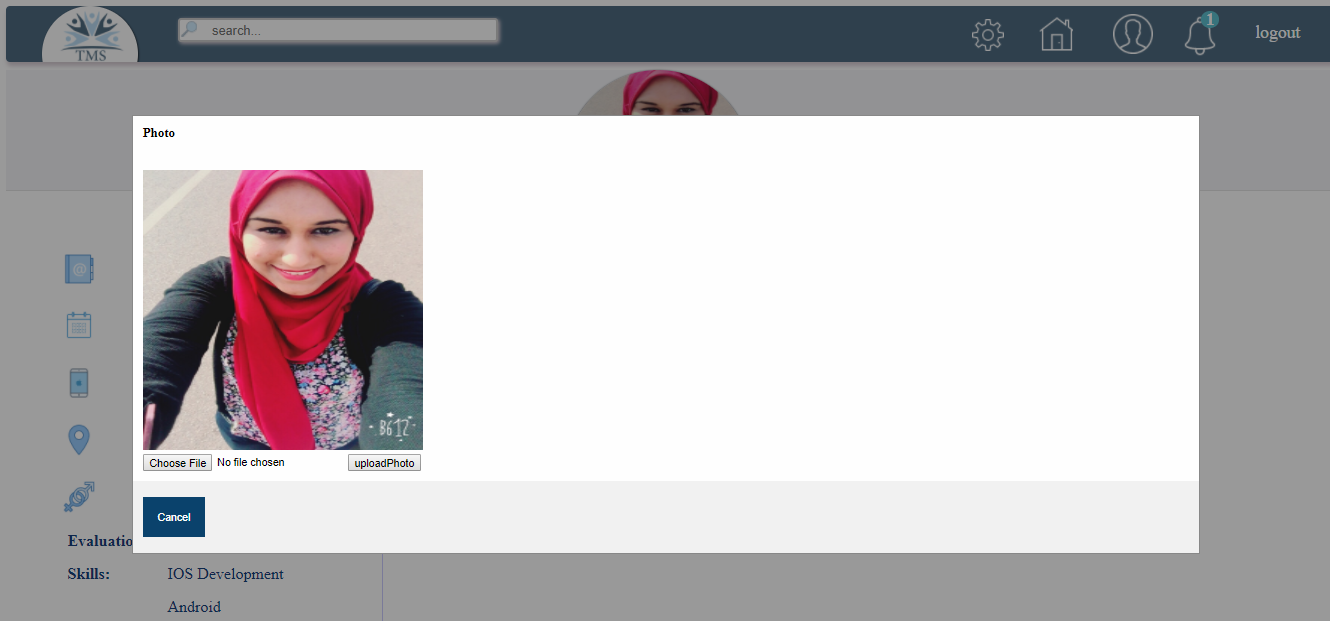 TMS
search...
1
logout
Photo
B612
Choose File No file chosen uploadPhoto
Cancel
Evaluatio
Skills: IOS Development
Android